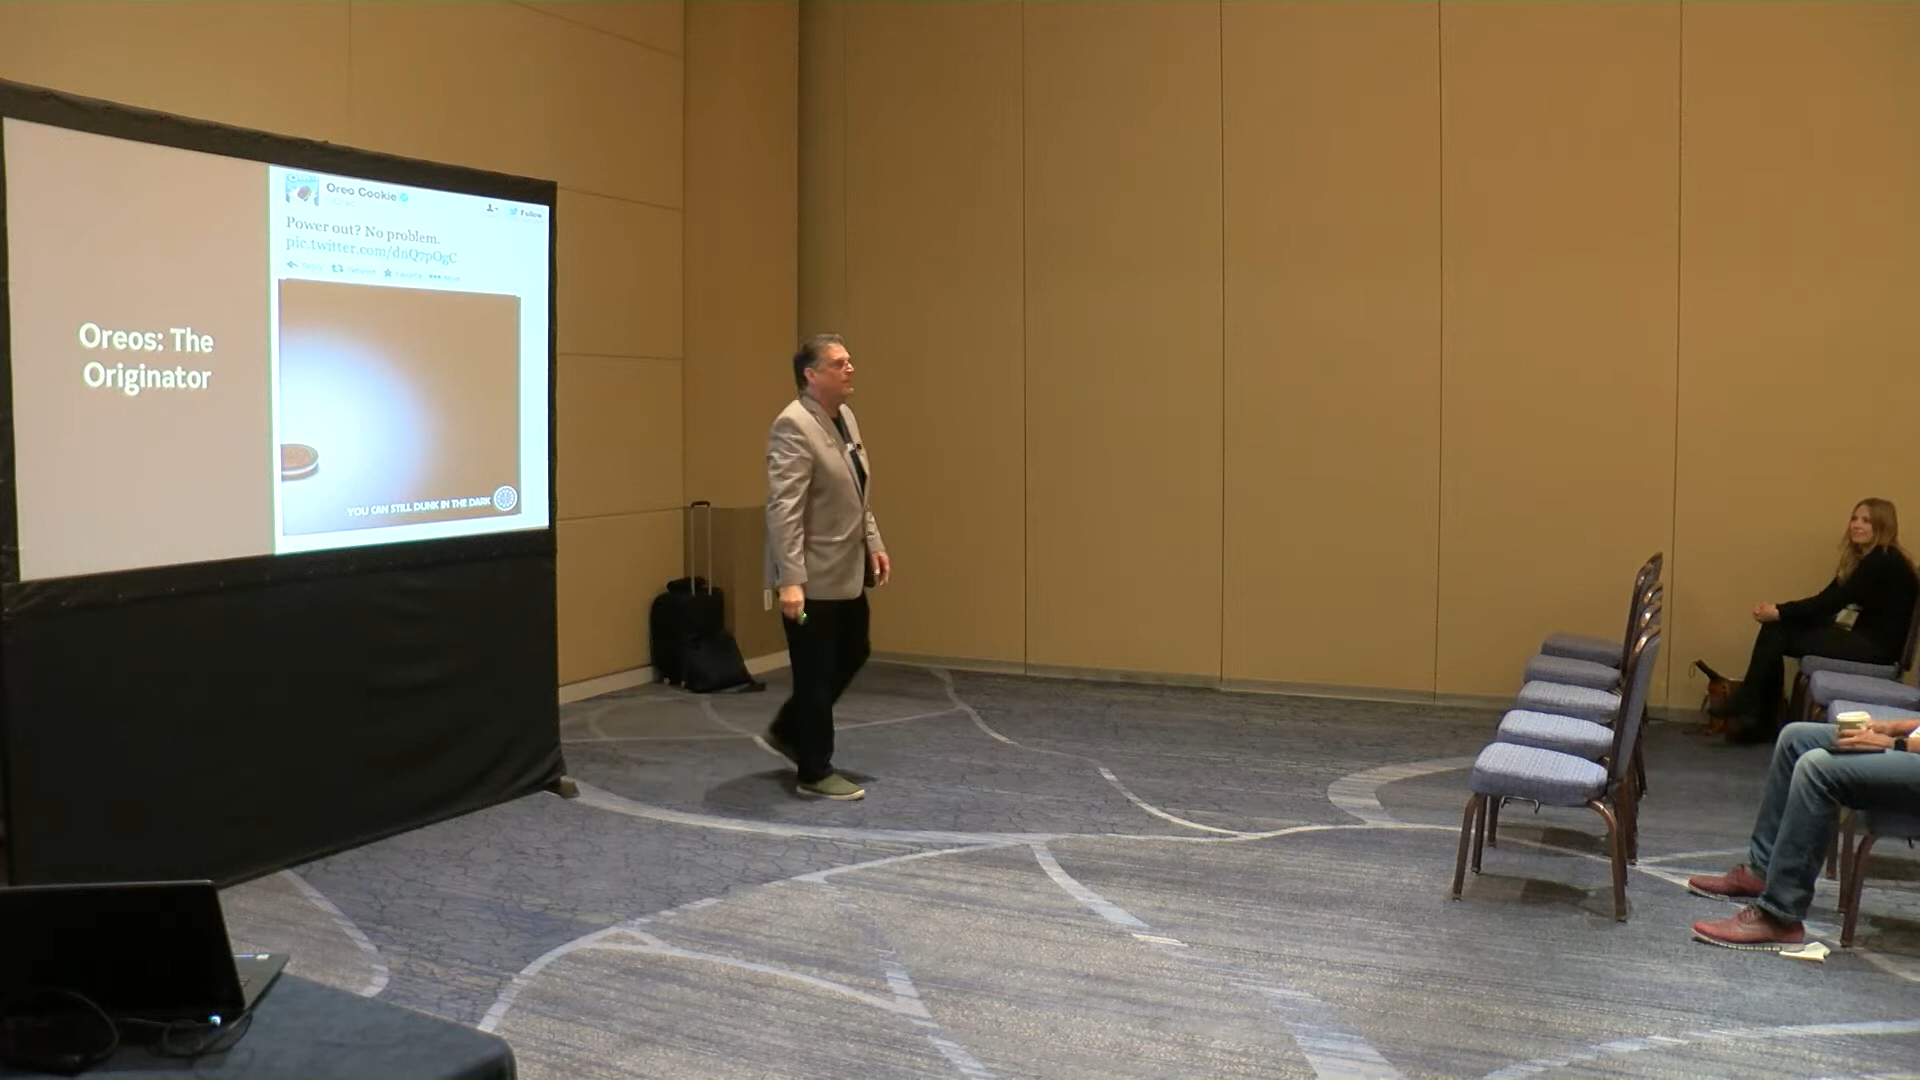 Oreos: The
Originator
Oreo Cookie
Follow
Power out? No problem.
pic.twitter.com/dnQ7pOgC
YOU CAN STILL DUNK IN THE DARK